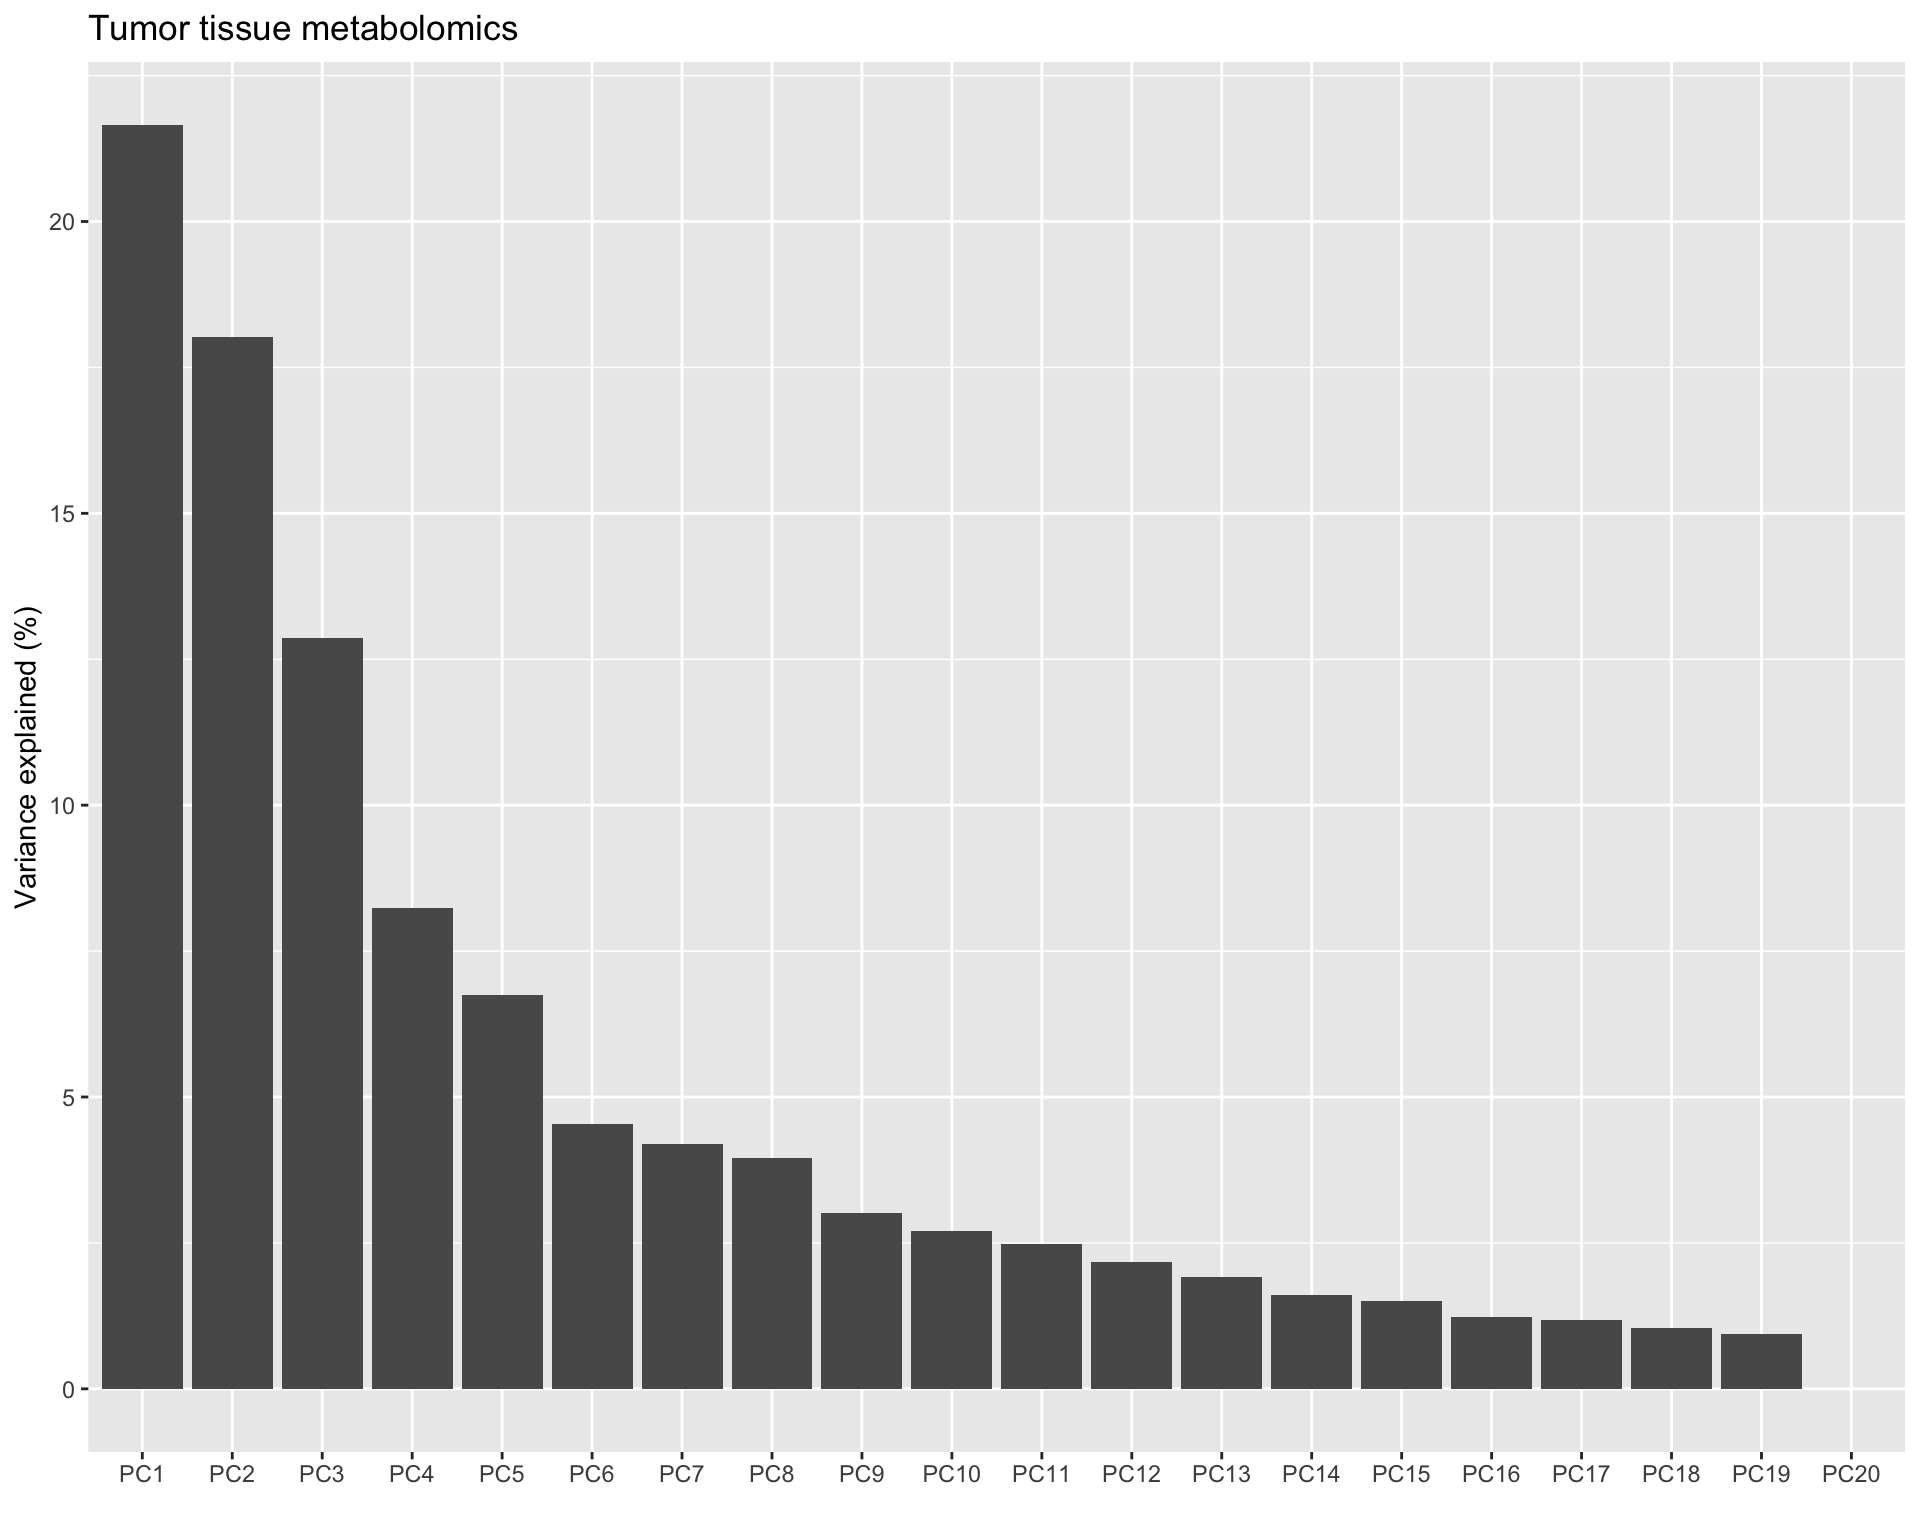 Tumor tissue metabolomics
Variance explained (%)
20
15
10
5
0
PC1 PC2 PC3 PC4 PC5 PC6 PC7 PC8 PC9 PC10 PC11 PC12 PC13 PC14 PC15 PC16 PC17 PC18 PC19 PC20